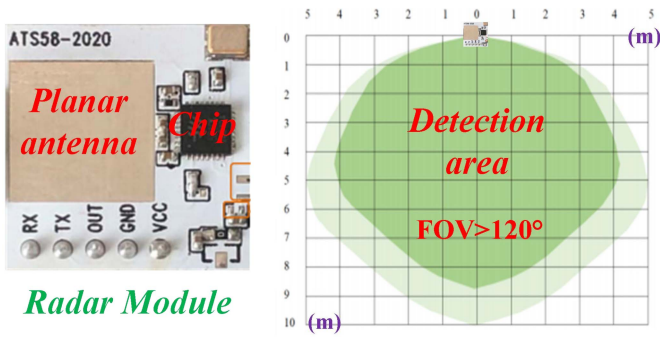 ATS58-2020
Planar
antenna
Chip
RX TX OUT GND VCC
Radar Module
5 4 3 2 1 0 1 2 3 4 5
(m)
0
1
2
3
4
5
6
7
8
9
10
(m)
Detection
area
FOV>120°